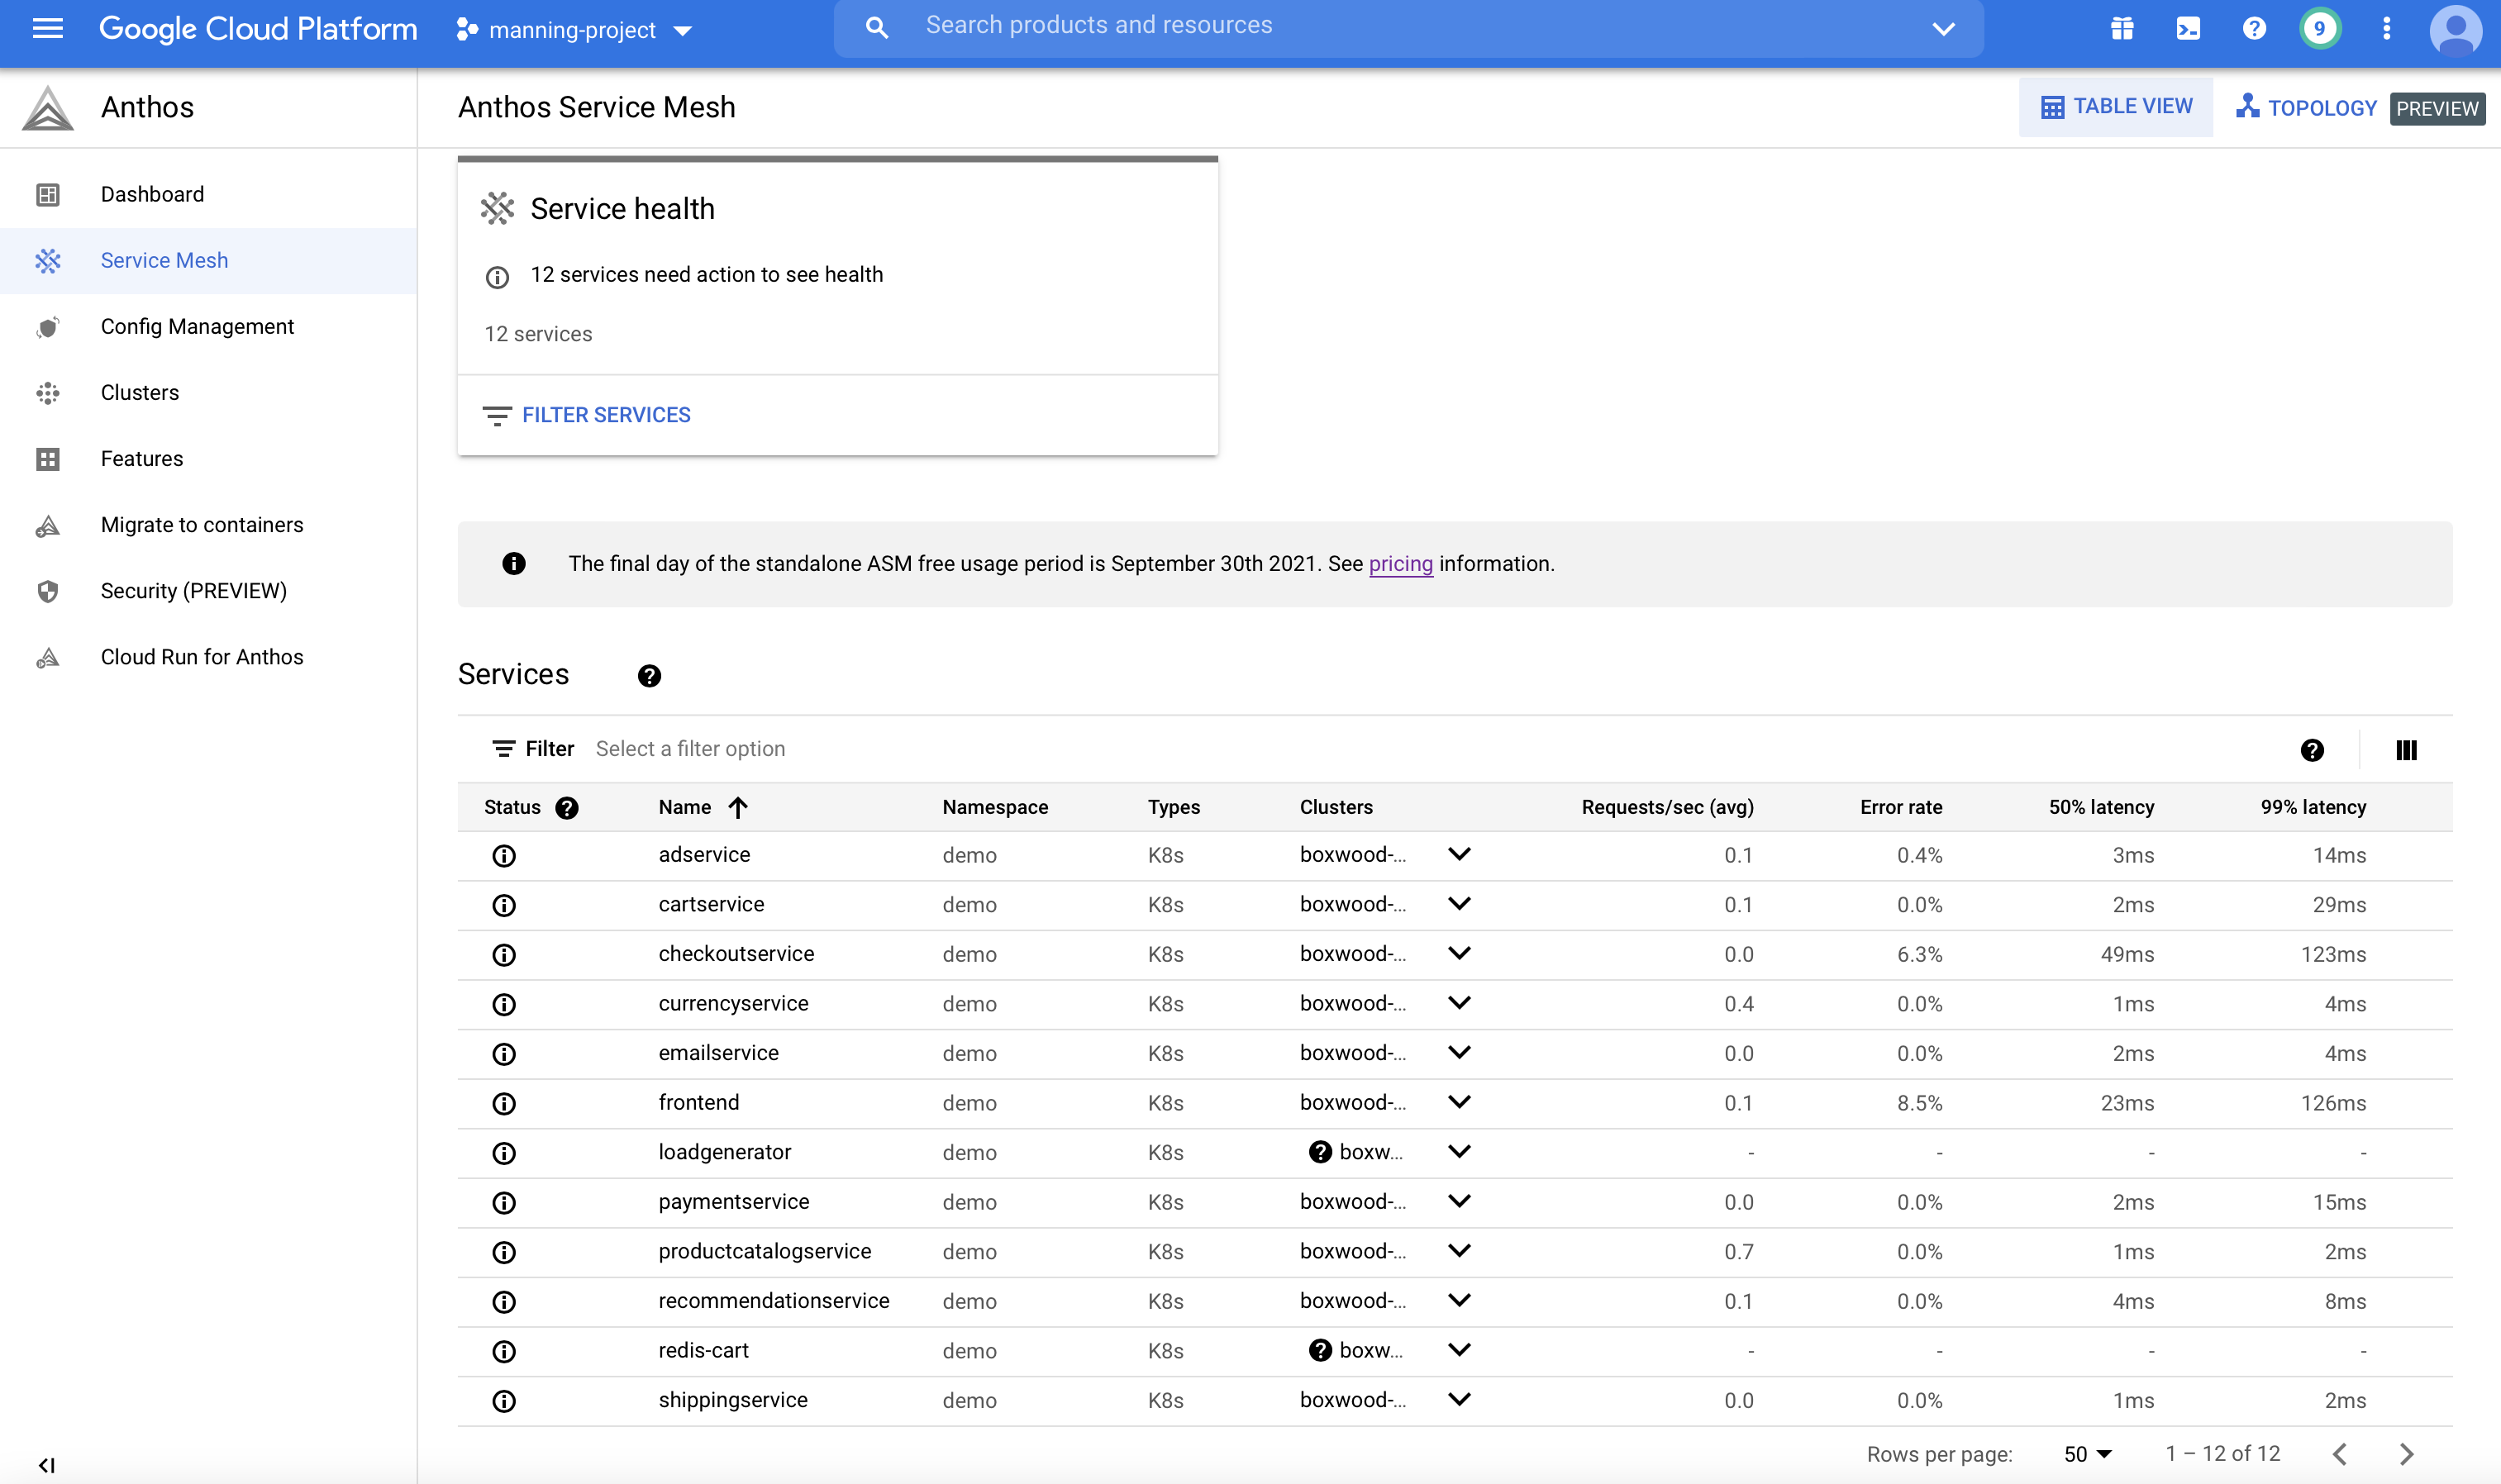 Google Cloud Platform manning-project Search products and resources 9
Anthos
Anthos Service Mesh TABLE VIEW TOPOLOGY PREVIEW
Dashboard
Service Mesh
Config Management
Clusters
Features
Migrate to containers
Security (PREVIEW)
Cloud Run for Anthos
Service health
12 services need action to see health
12 services
FILTER SERVICES
The final day of the standalone ASM free usage period is September 30th 2021. See pricing information.
Services
Filter Select a filter option
Status Name Namespace Types Clusters Requests/sec (avg) Error rate 50% latency 99% latency
adservice demo K8s boxwood-... 0.1 0.4% 3ms 14ms
cartservice demo K8s boxwood-... 0.1 0.0% 2ms 29ms
checkoutservice demo K8s boxwood-... 0.0 6.3% 49ms 123ms
currencyservice demo K8s boxwood-... 0.4 0.0% 1ms 4ms
emailservice demo K8s boxwood-... 0.0 0.0% 2ms 4ms
frontend demo K8s boxwood-... 0.1 8.5% 23ms 126ms
loadgenerator demo K8s boxw... - - - -
paymentservice demo K8s boxwood-... 0.0 0.0% 2ms 15ms
productcatalogservice demo K8s boxwood-... 0.7 0.0% 1ms 2ms
recommendationservice demo K8s boxwood-... 0.1 0.0% 4ms 8ms
redis-cart demo K8s boxw... - - - -
shippingservice demo K8s boxwood-... 0.0 0.0% 1ms 2ms
Rows per page: 50 1 – 12 of 12